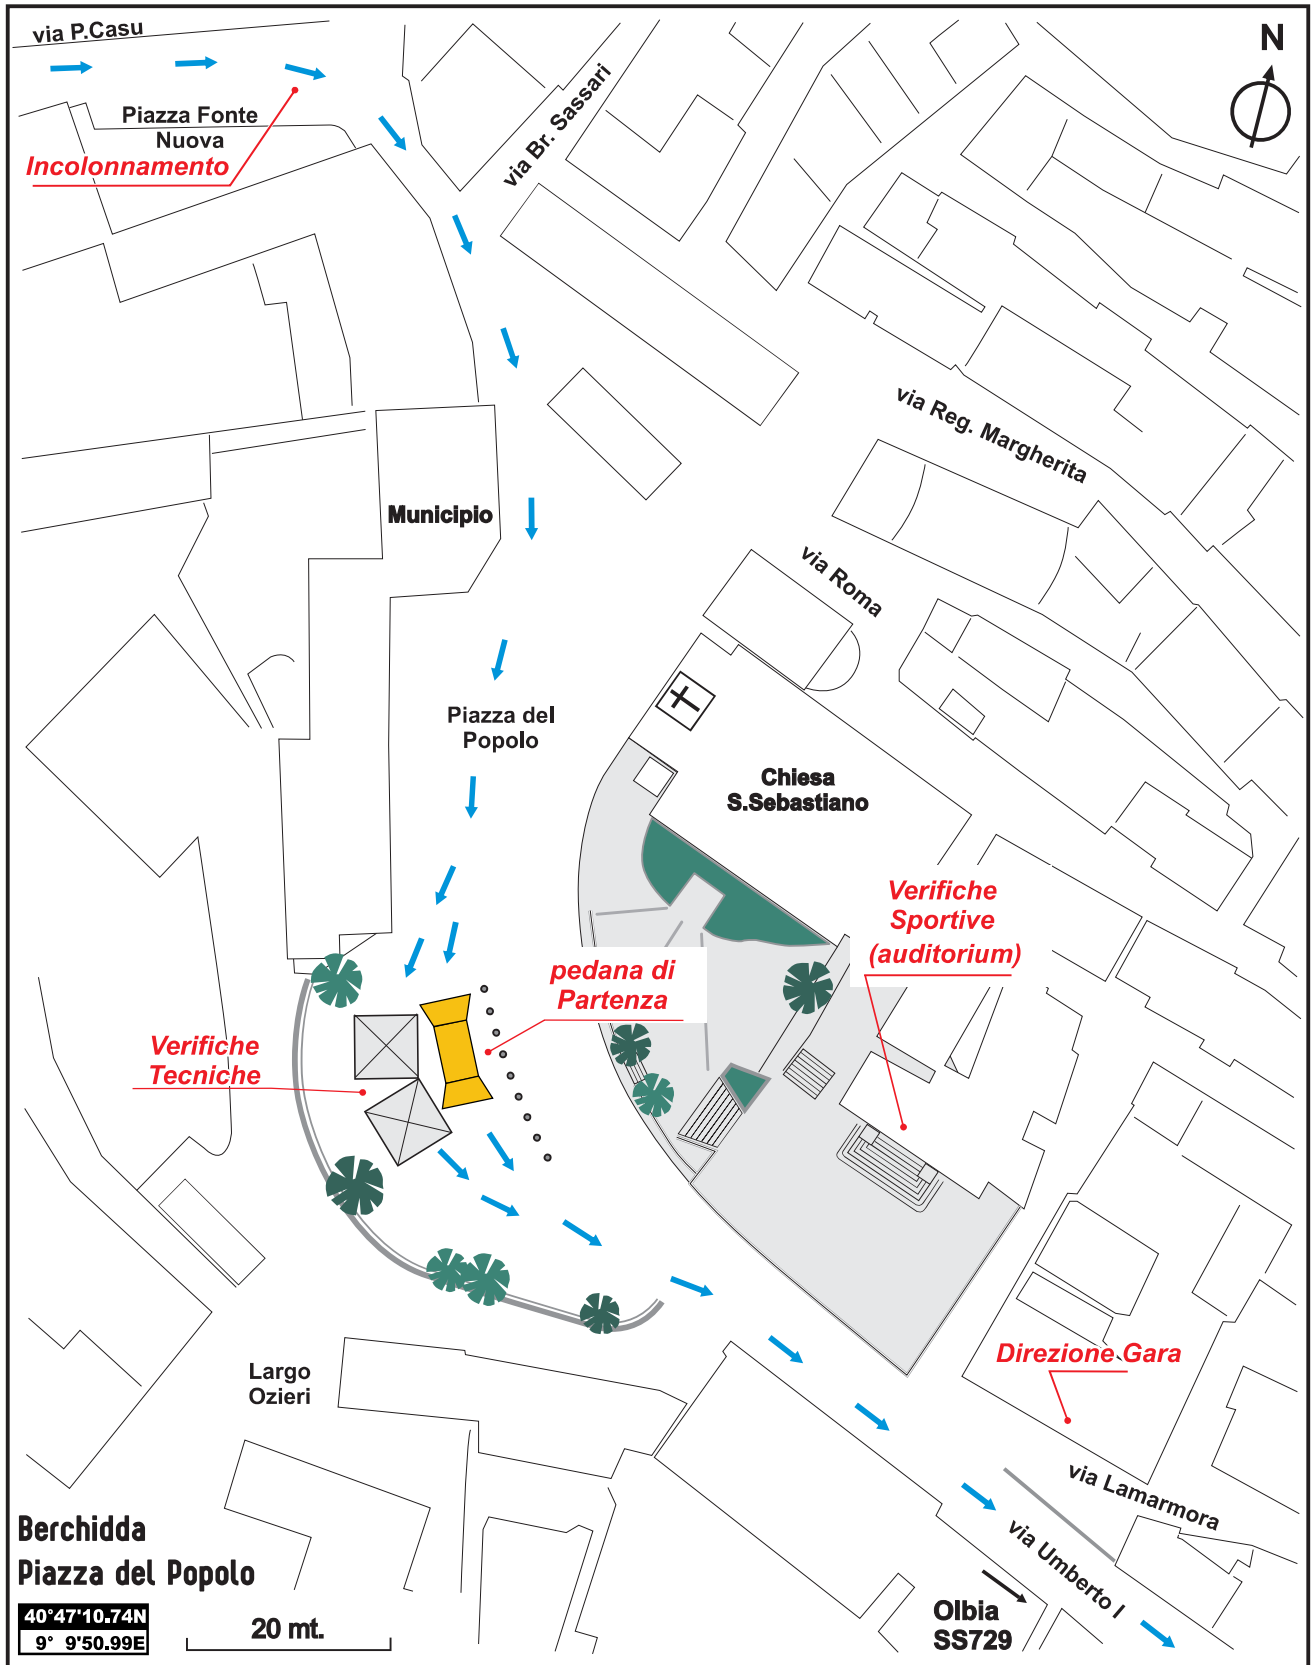 via P.Casu
N
Piazza Fonte
Nuova
Incolonnamento
via Br. Sassari
via Reg. Margherita
Municipio
via Roma
Piazza del
Popolo
Chiesa
S.Sebastiano
Verifiche
Sportive
(auditorium)
pedana di
Partenza
Verifiche
Tecniche
Direzione Gara
Largo
Ozieri
via Lamarmora
via Umberto I
Olbia
SS729
Berchidda
Piazza del Popolo
40°47'10.74N
9° 9'50.99E
20 mt.